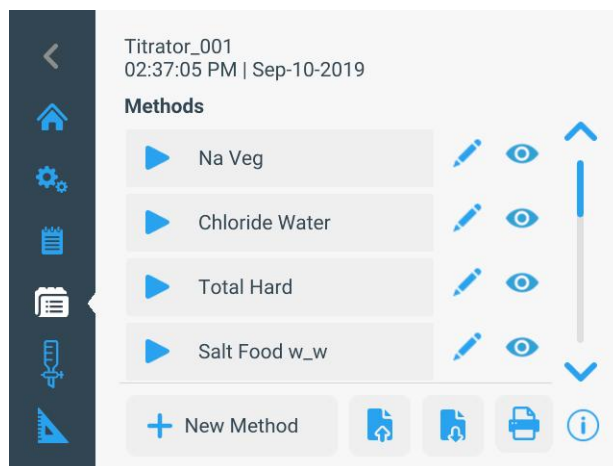 Titrator_001
02:37:05 PM | Sep-10-2019
Methods
Na Veg
Chloride Water
Total Hard
Salt Food w_w
New Method